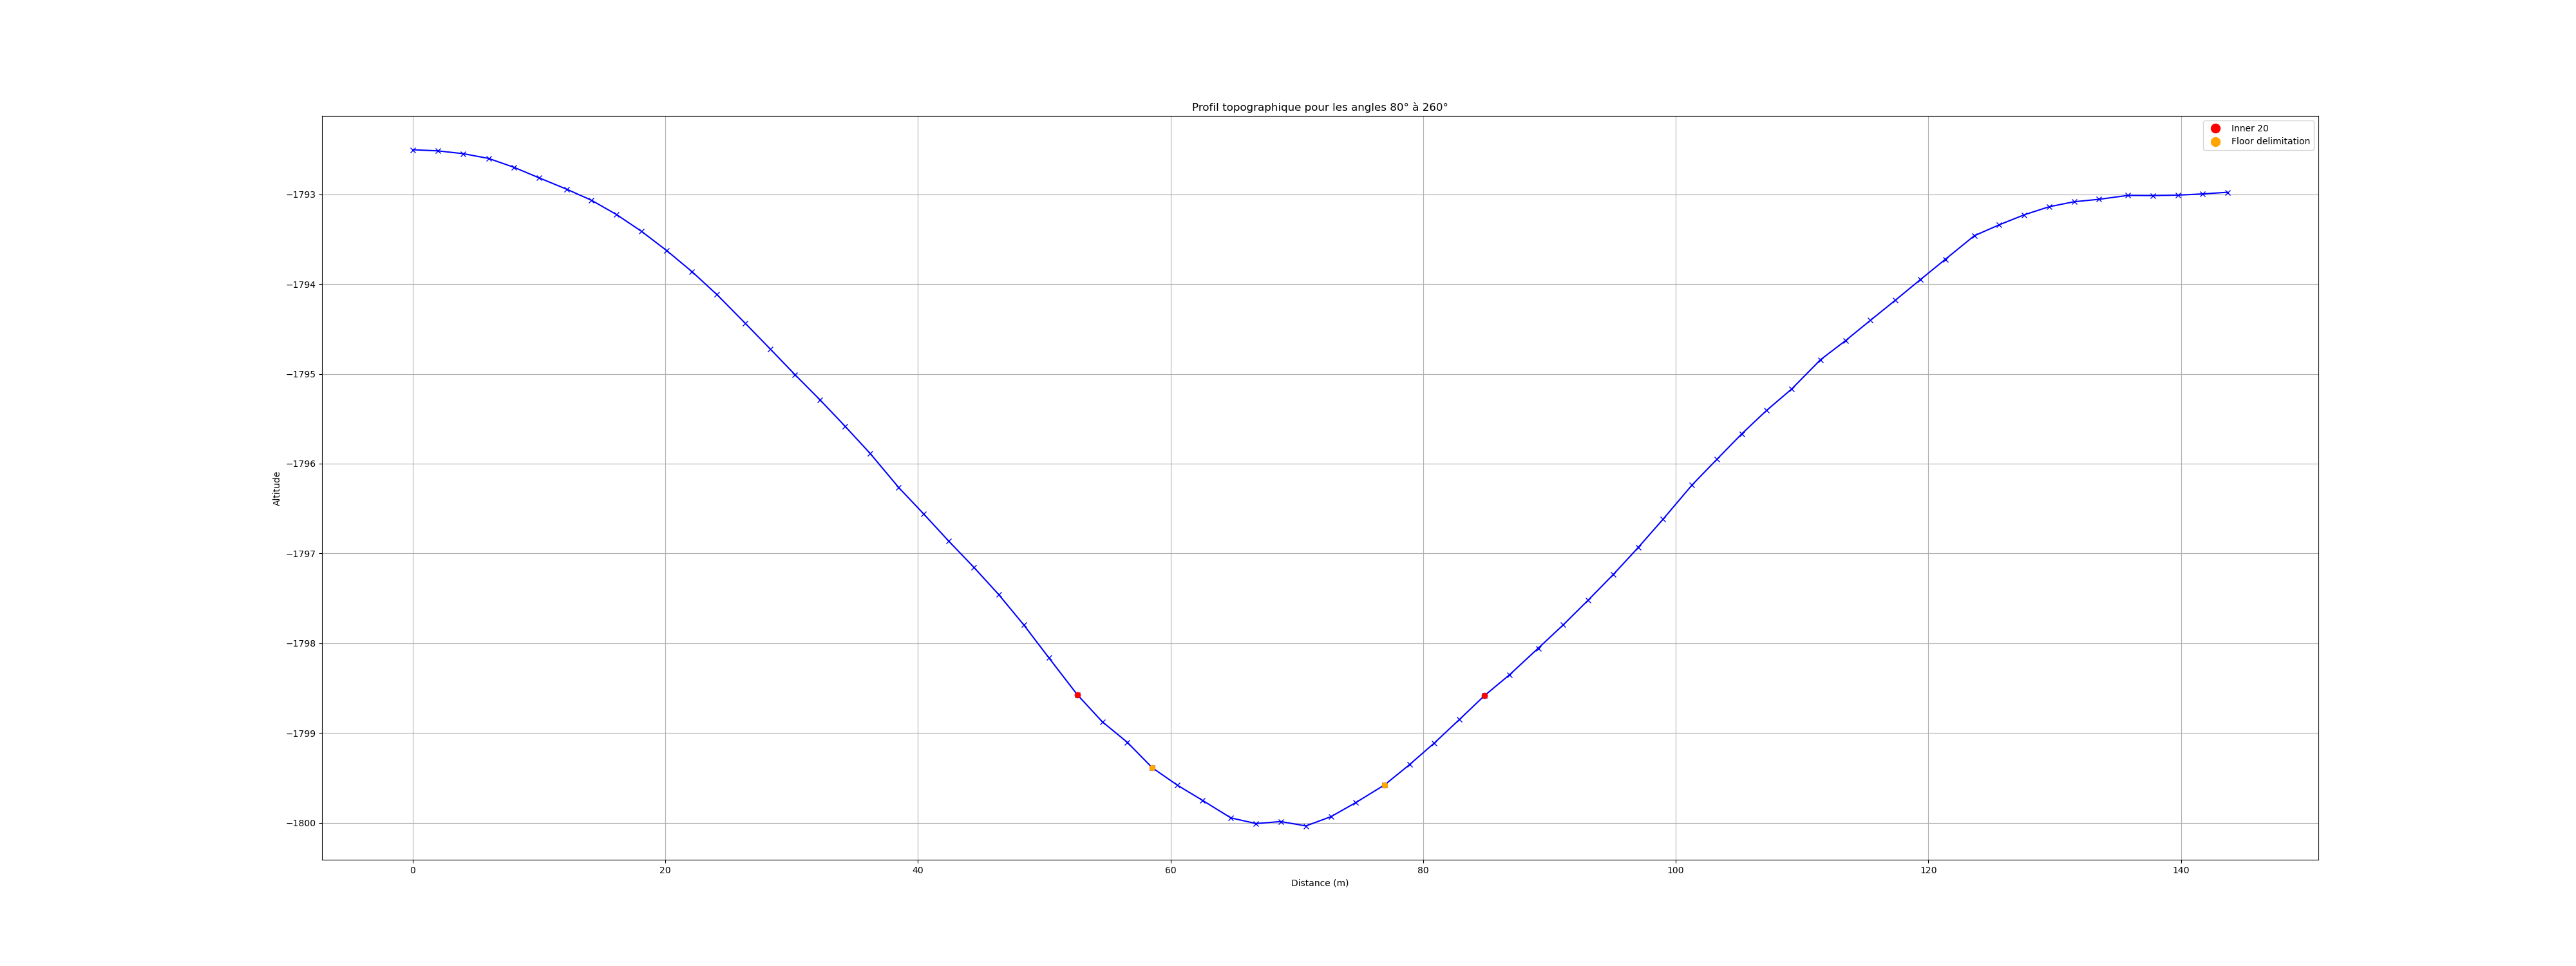 Profil topographique pour les angles 80° à 260°
Inner 20
Floor delimitation
−1793
−1794
−1795
−1796
−1797
−1798
−1799
−1800
Altitude
0 20 40 60 80 100 120 140
Distance (m)